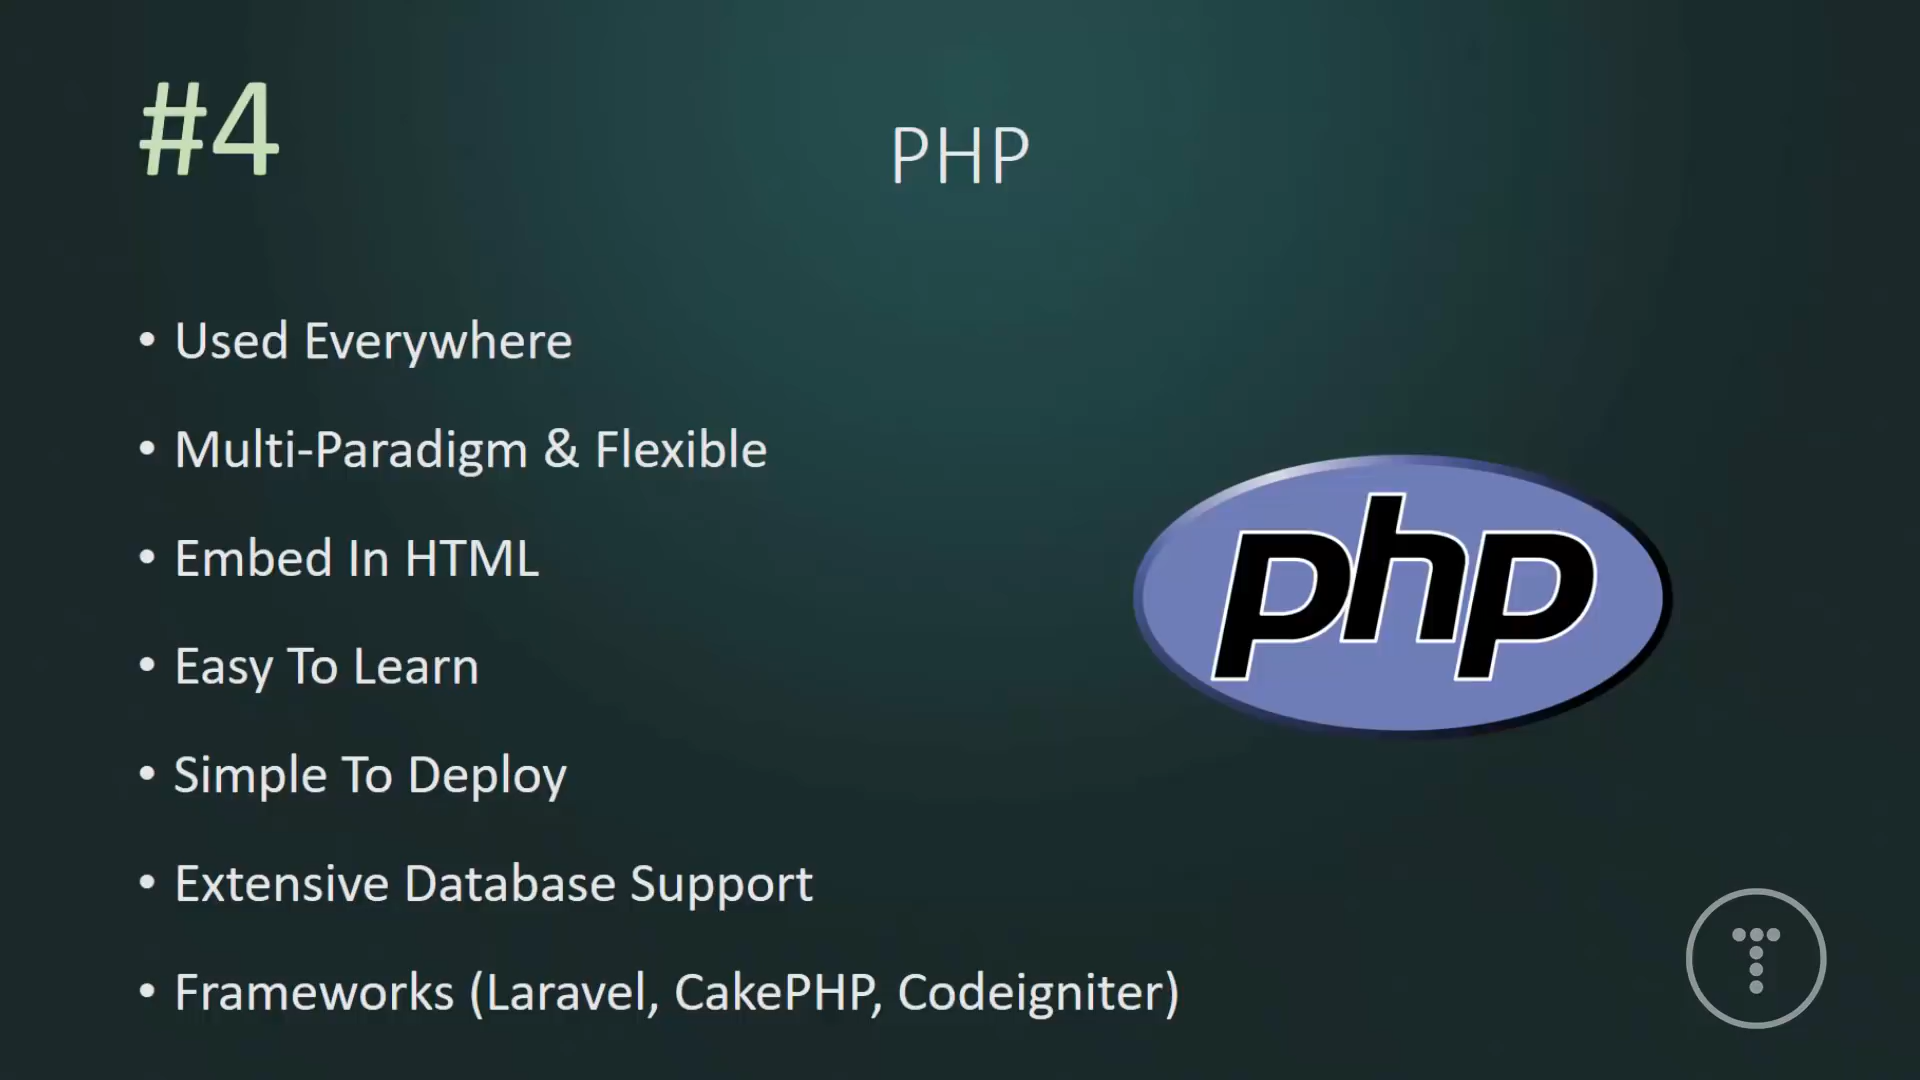 #4
PHP
• Used Everywhere
• Multi-Paradigm & Flexible
• Embed In HTML
• Easy To Learn
• Simple To Deploy
• Extensive Database Support
• Frameworks (Laravel, CakePHP, Codeigniter)
php
T